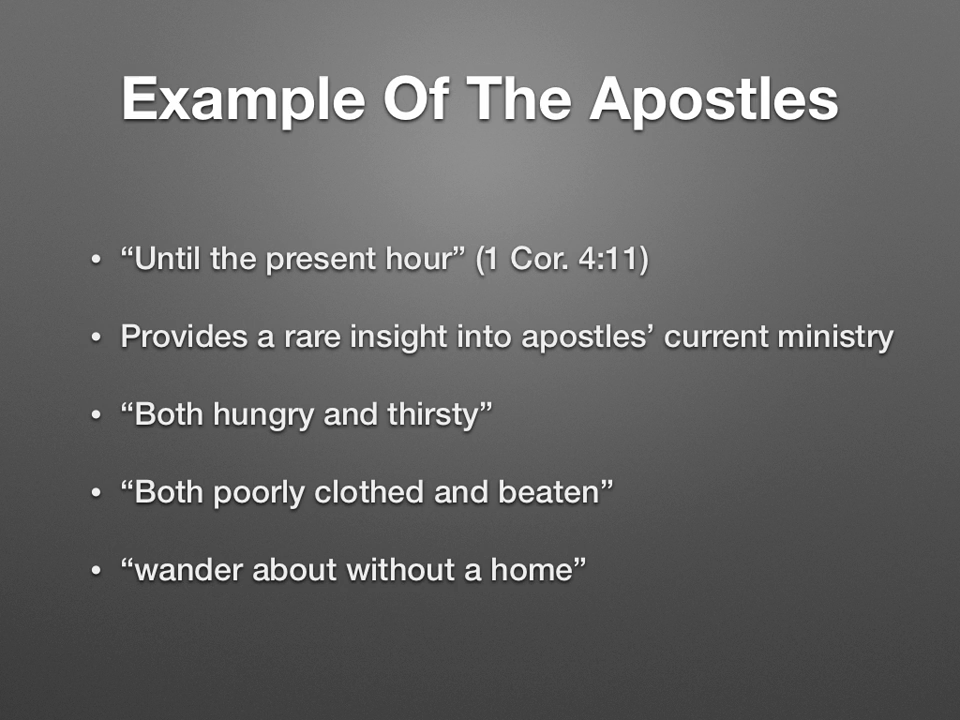 Example Of The Apostles
• “Until the present hour” (1 Cor. 4:11)
• Provides a rare insight into apostles’ current ministry
• “Both hungry and thirsty”
• “Both poorly clothed and beaten”
• “wander about without a home”